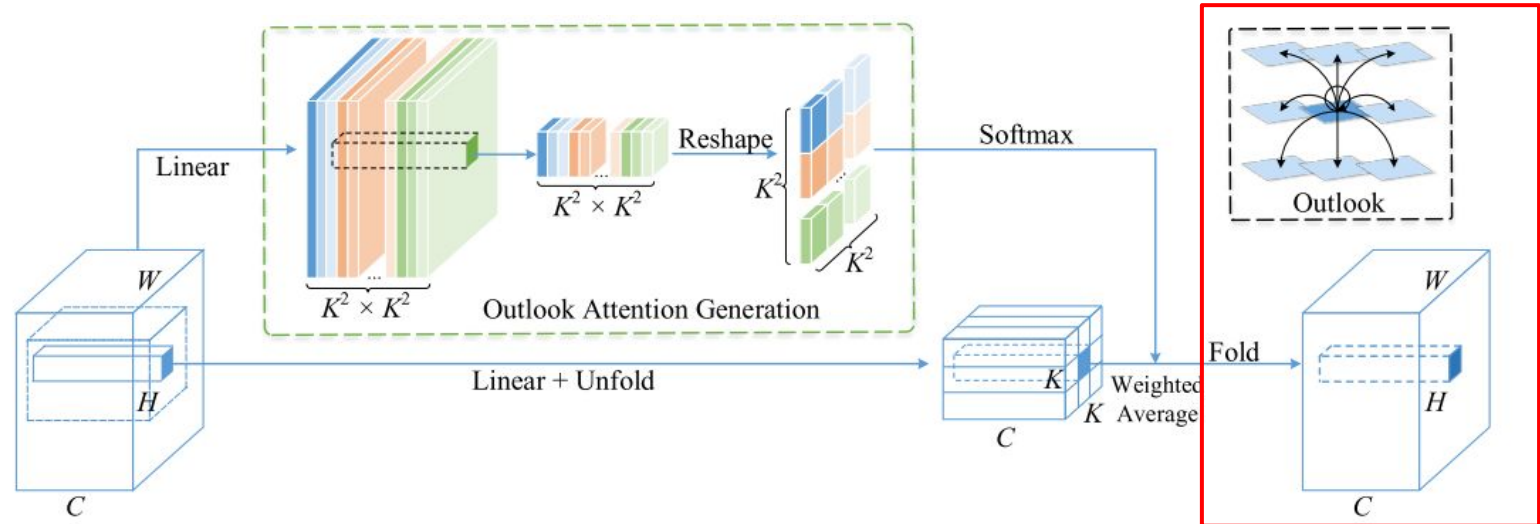 Linear
K² × K²
...
K² × K²
...
Reshape
K²
...
K²
Softmax
Outlook Attention Generation
Outlook
W
H
C
Linear + Unfold
K
K
C
Weighted
Average
Fold
W
H
C